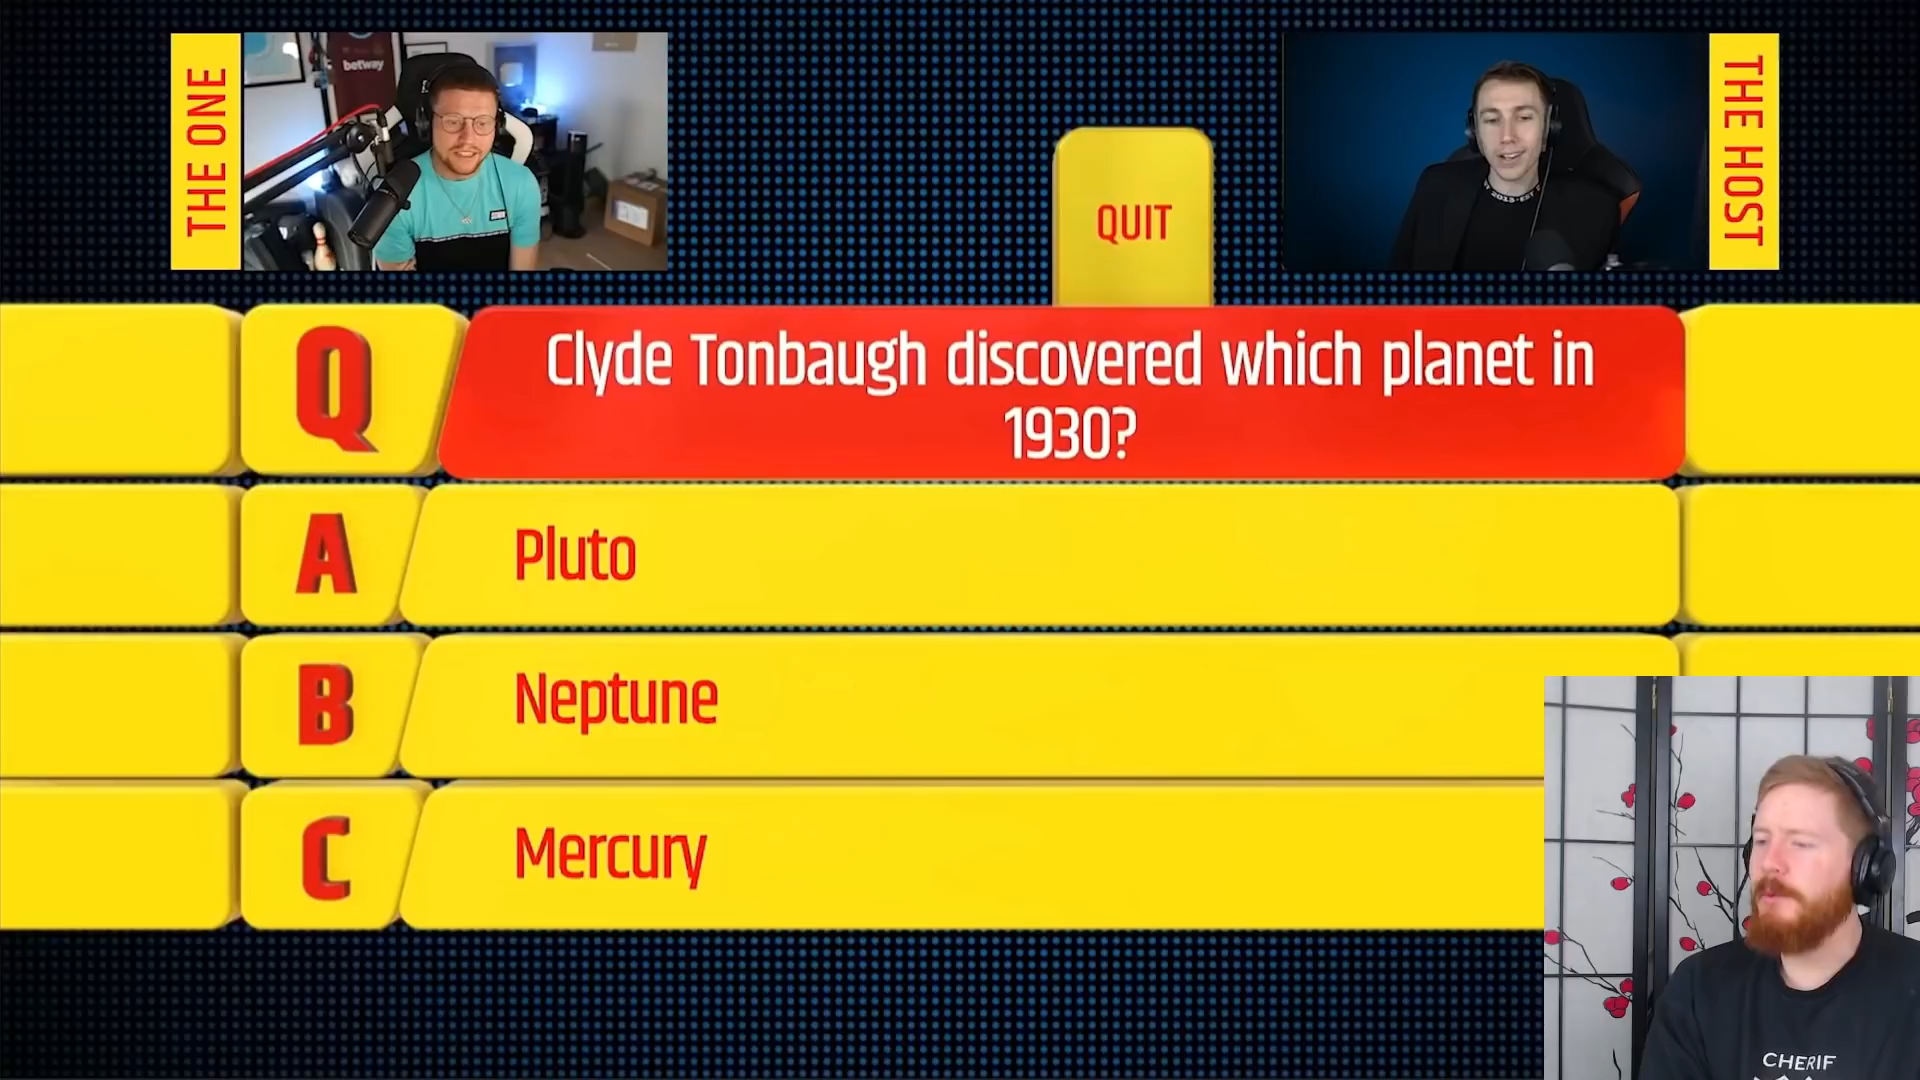 betway
THE ONE
THE HOST
QUIT
Q
Clyde Tonbaugh discovered which planet in
1930?
A
Pluto
B
Neptune
C
Mercury
CHERIF